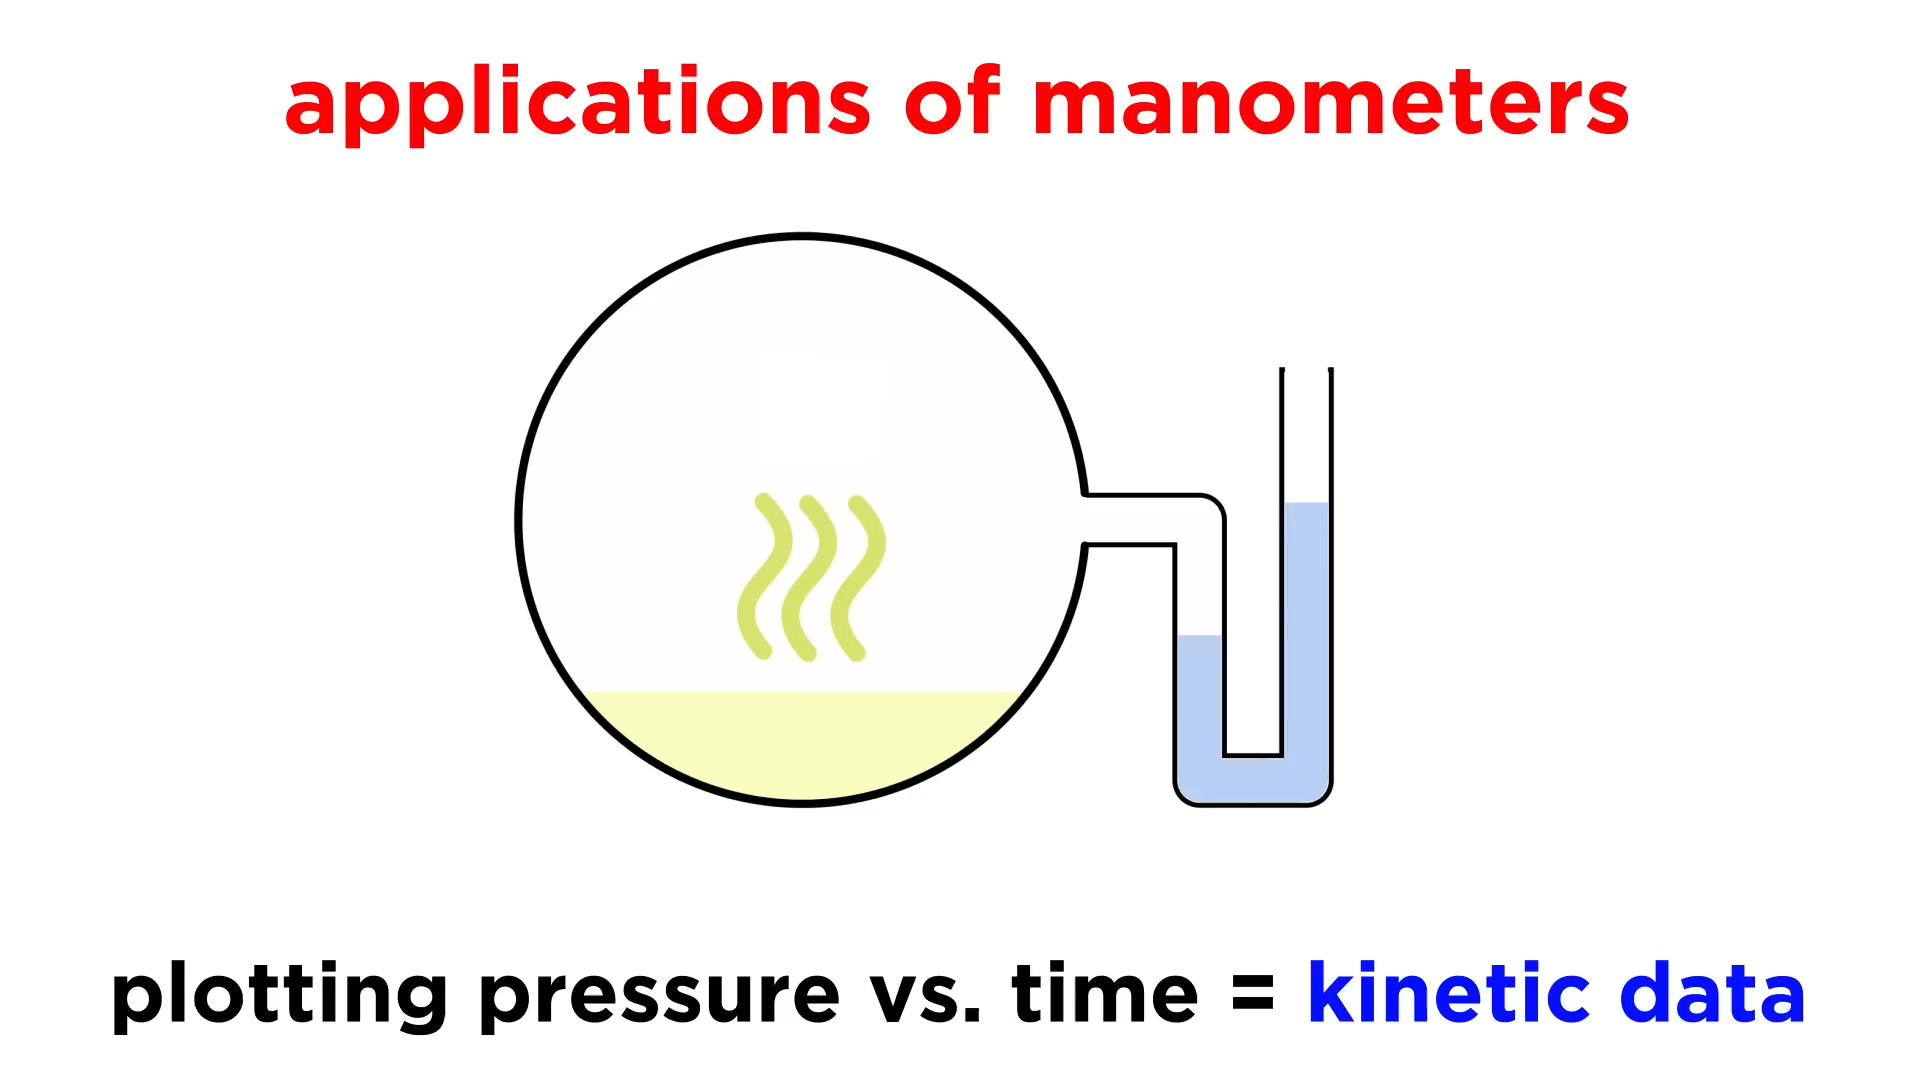 applications of manometers
plotting pressure vs. time = kinetic data